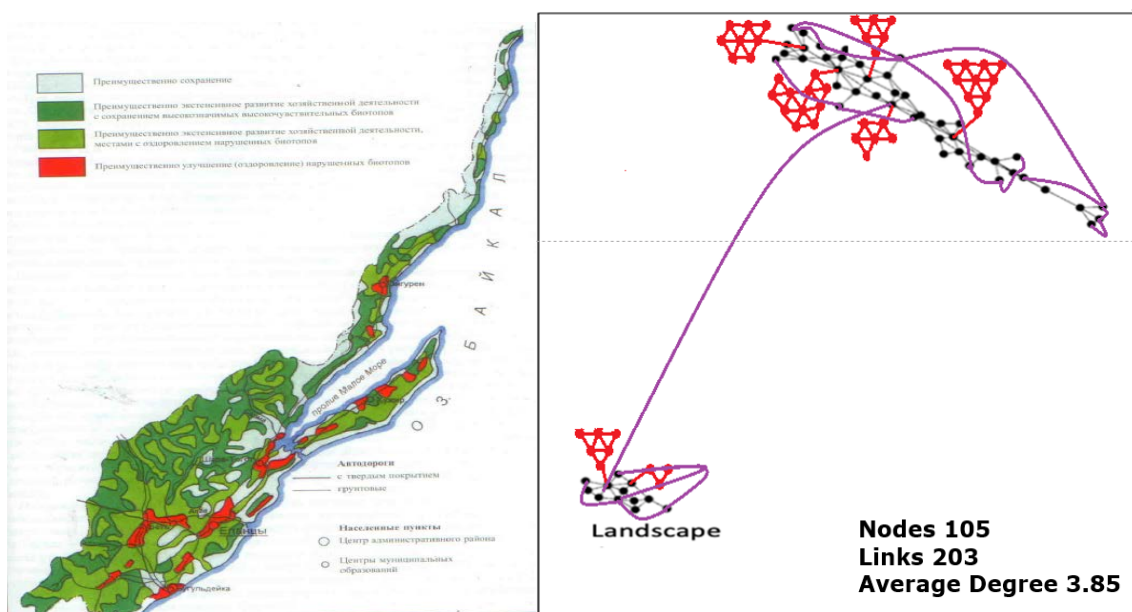 Преимущественно сохранение
Преимущественно экстенсивное развитие хозяйственной деятельности
с сохранением высокозначимых высокочувствительных биотопов
Преимущественно экстенсивное развитие хозяйственной деятельности,
местами с оздоровлением нарушенных биотопов
Преимущественно улучшение (оздоровление) нарушенных биотопов
ОЗ. БАЙКАЛ
пролив Малое Море
Автодороги
с твердым покрытием
грунтовые
Населенные пункты
Центр административного района
Центры муниципальных
образований
Еланцы
Landscape
Nodes 105
Links 203
Average Degree 3.85